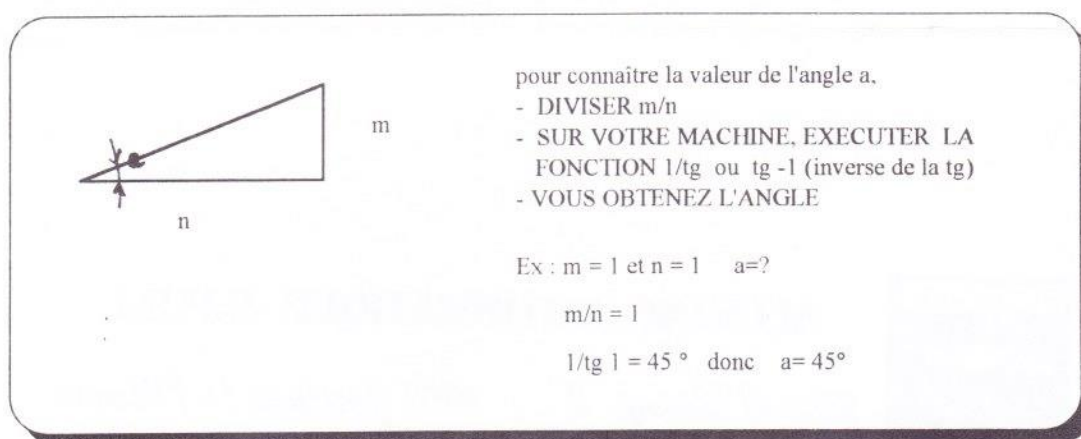 pour connaître la valeur de l'angle a,
- DIVISER m/n
- SUR VOTRE MACHINE, EXECUTER LA
FONCTION 1/tg ou tg -1 (inverse de la tg)
- VOUS OBTENEZ L'ANGLE
m
n
Ex : m = 1 et n = 1 a=?
m/n = 1
1/tg 1 = 45 ° donc a= 45°